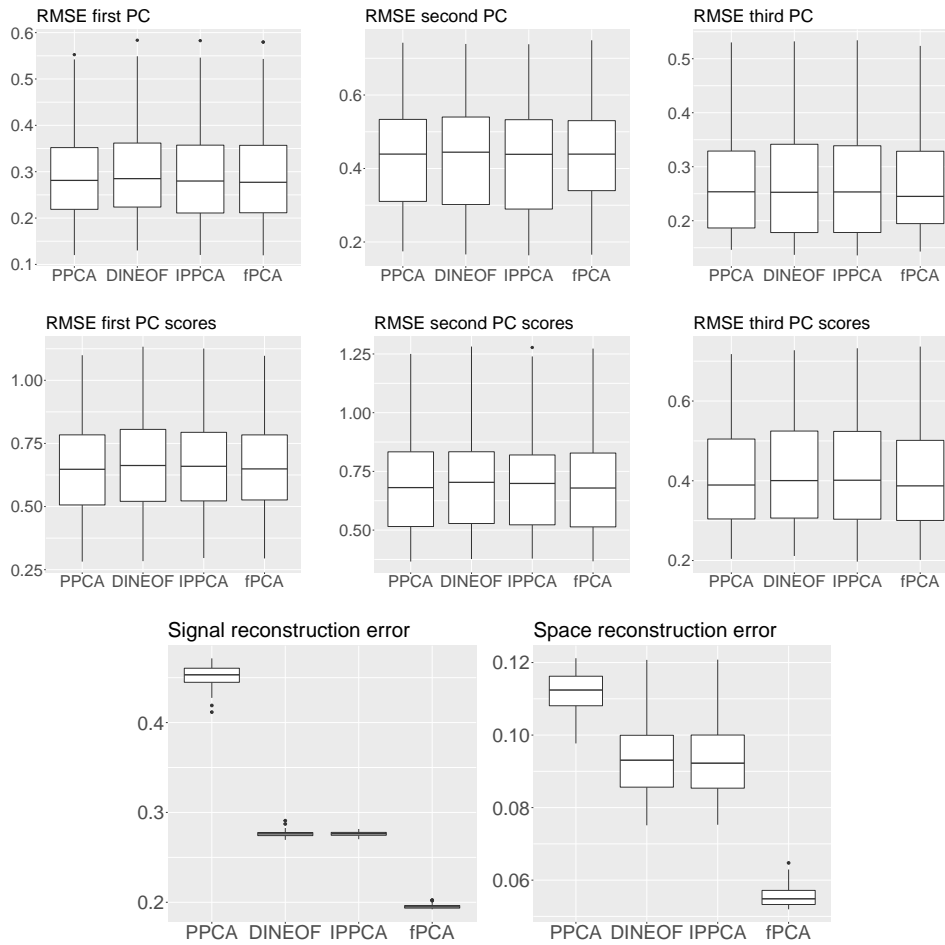 RMSE first PC
RMSE second PC
RMSE third PC
0.6
0.5
0.4
0.3
0.2
0.1
0.6
0.4
0.2
0.5
0.4
0.3
0.2
PPCA DINEOF IPPCA fPCA
PPCA DINEOF IPPCA fPCA
PPCA DINEOF IPPCA fPCA
RMSE first PC scores
RMSE second PC scores
RMSE third PC scores
1.00
0.75
0.50
0.25
1.25
1.00
0.75
0.50
0.6
0.4
0.2
PPCA DINEOF IPPCA fPCA
PPCA DINEOF IPPCA fPCA
PPCA DINEOF IPPCA fPCA
Signal reconstruction error
Space reconstruction error
0.4
0.3
0.2
0.12
0.10
0.08
0.06
PPCA DINEOF IPPCA fPCA
PPCA DINEOF IPPCA fPCA